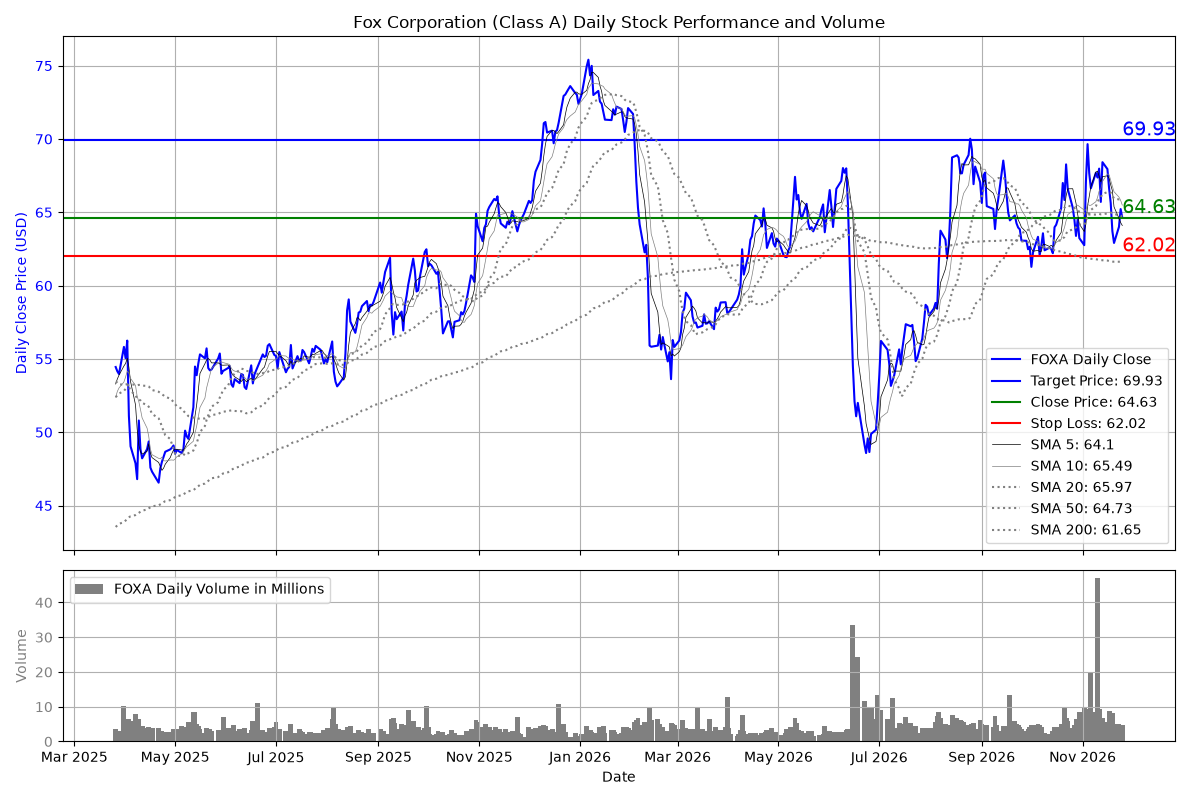 Fox Corporation (Class A) Daily Stock Performance and Volume
Daily Close Price (USD)
75
70
65
60
55
50
45
69.93
64.63
62.02
FOXA Daily Close
Target Price: 69.93
Close Price: 64.63
Stop Loss: 62.02
SMA 5: 64.1
SMA 10: 65.49
SMA 20: 65.97
SMA 50: 64.73
SMA 200: 61.65
FOXA Daily Volume in Millions
Volume
40
30
20
10
0
Mar 2025
May 2025
Jul 2025
Sep 2025
Nov 2025
Jan 2026
Mar 2026
May 2026
Jul 2026
Sep 2026
Nov 2026
Date